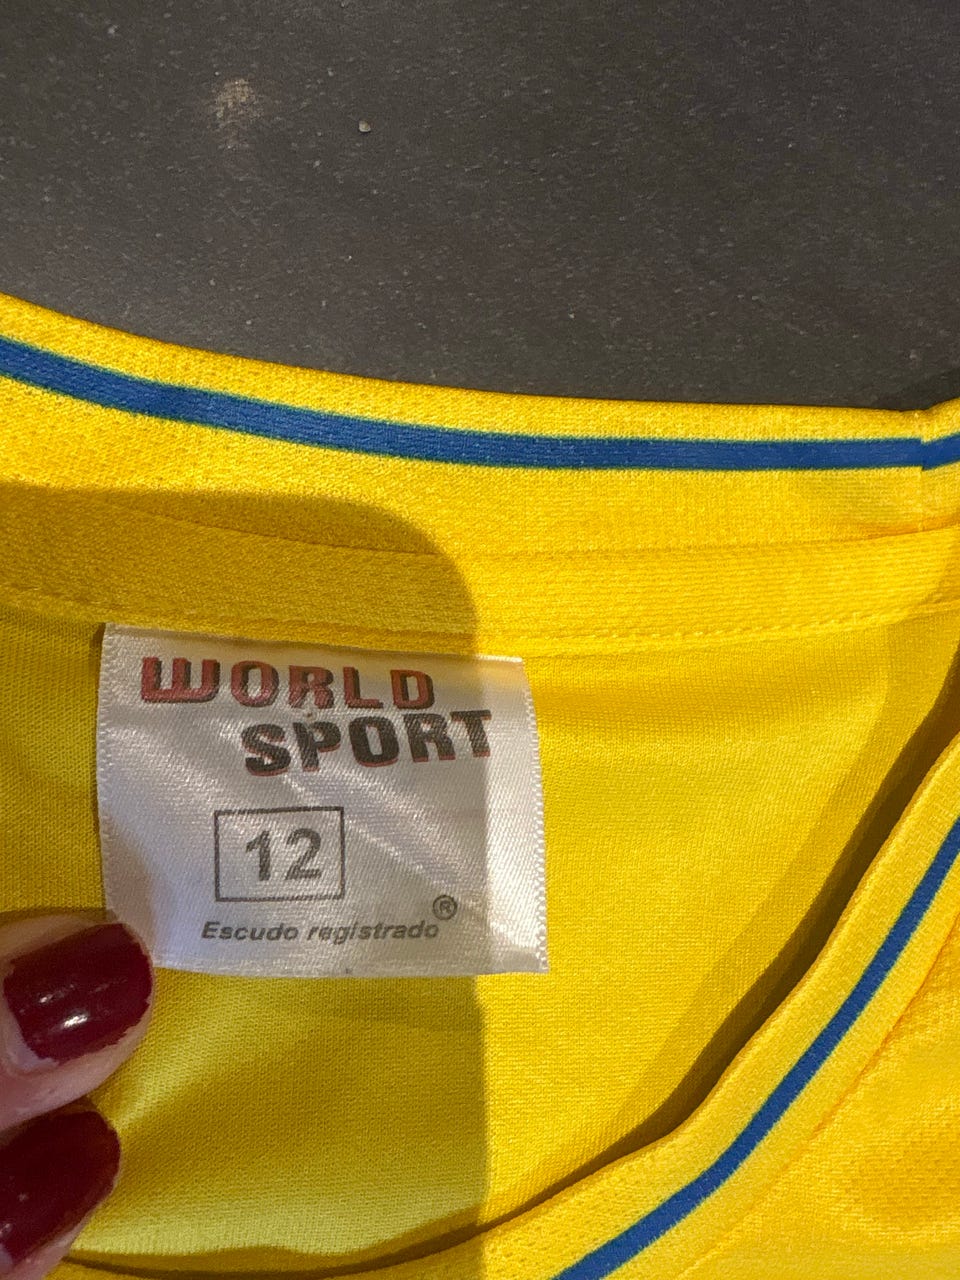 WORLD
SPORT
12
®
Escudo registrado